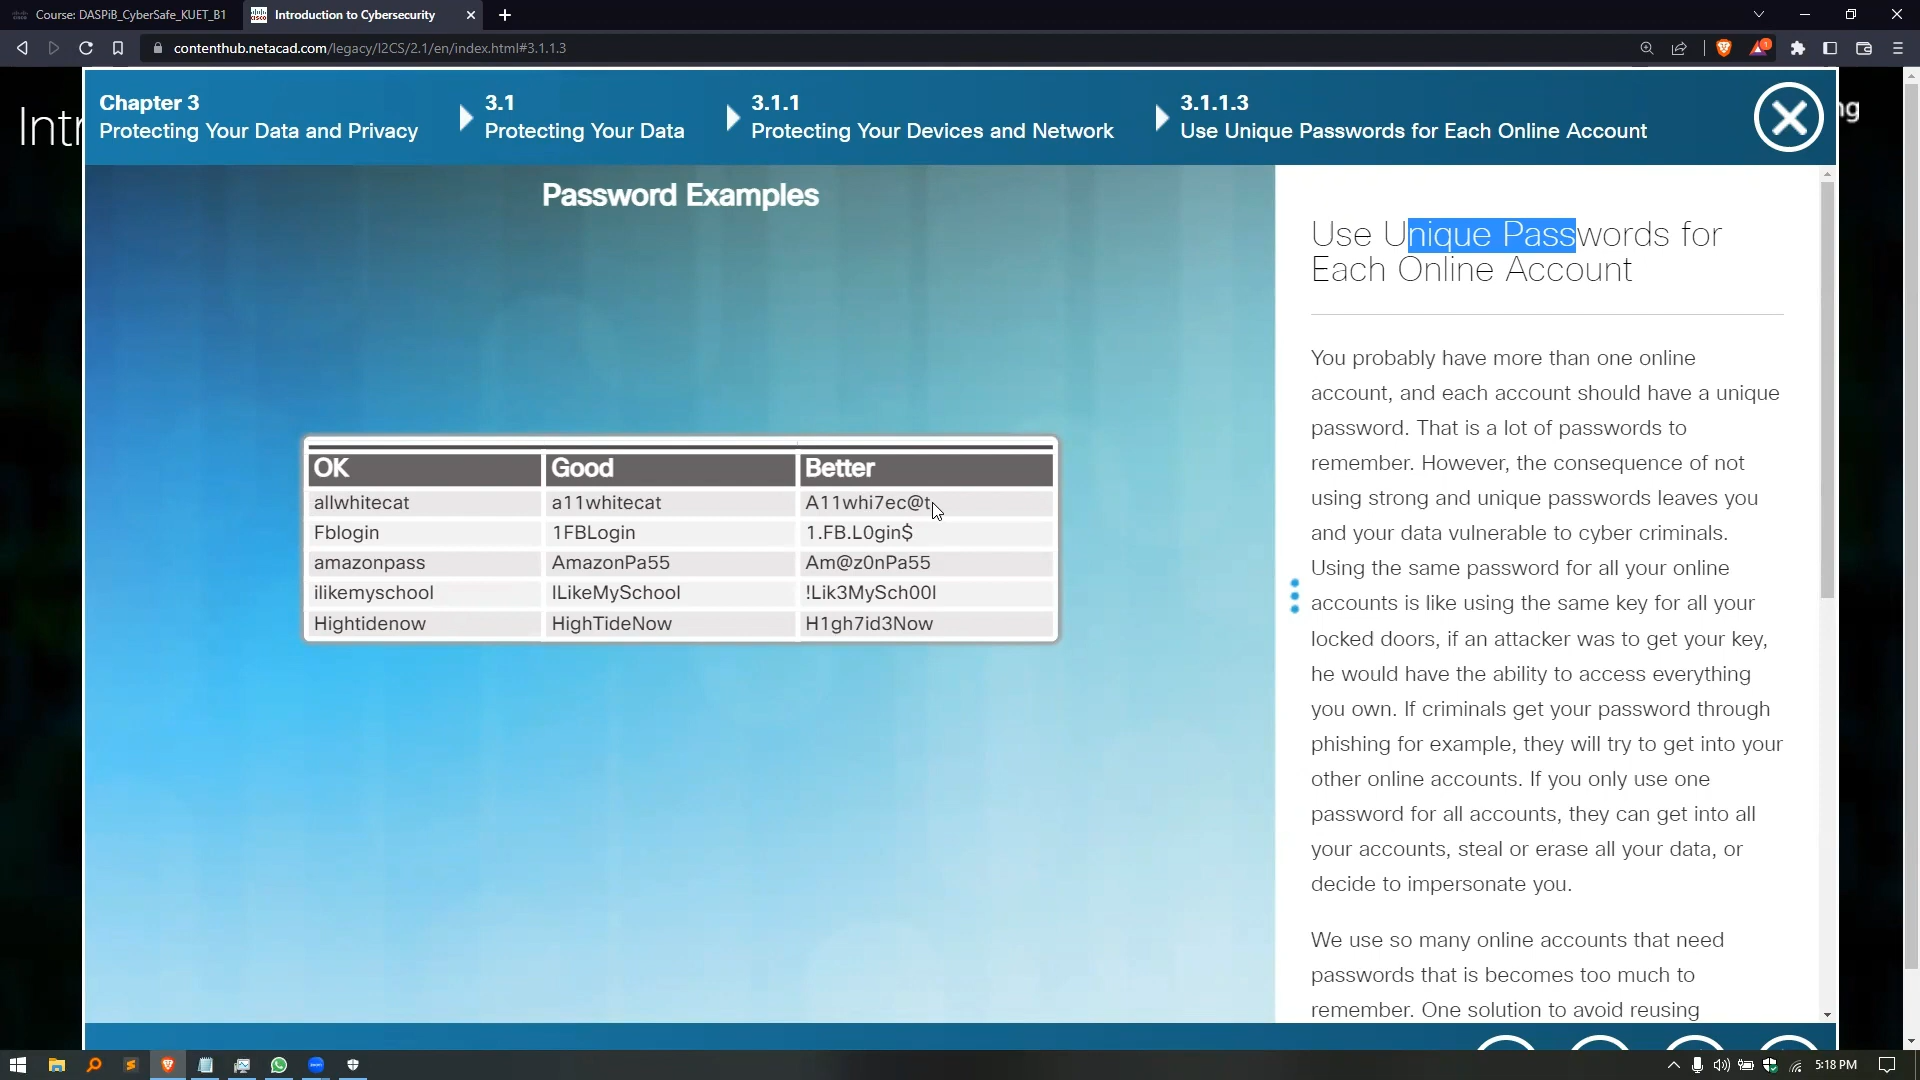 Course: DASPiB_CyberSafe_KUET_B1
Introduction to Cybersecurity
contenthub.netacad.com/legacy/I2CS/2.1/en/index.html#3.1.1.3
Chapter 3
Protecting Your Data and Privacy
3.1
Protecting Your Data
3.1.1
Protecting Your Devices and Network
3.1.1.3
Use Unique Passwords for Each Online Account
Password Examples
OK Good Better
allwhitecat a11whitecat A11whi7ec@t
Fblogin 1FBLogin 1.FB.L0gin$
amazonpass AmazonPa55 Am@z0nPa55
ilikemyschool ILikeMySchool !Lik3MySch00l
Hightidenow HighTideNow H1gh7id3Now
Use Unique Passwords for
Each Online Account
You probably have more than one online
account, and each account should have a unique
password. That is a lot of passwords to
remember. However, the consequence of not
using strong and unique passwords leaves you
and your data vulnerable to cyber criminals.
Using the same password for all your online
accounts is like using the same key for all your
locked doors, if an attacker was to get your key,
he would have the ability to access everything
you own. If criminals get your password through
phishing for example, they will try to get into your
other online accounts. If you only use one
password for all accounts, they can get into all
your accounts, steal or erase all your data, or
decide to impersonate you.
We use so many online accounts that need
passwords that is becomes too much to
remember. One solution to avoid reusing
5:18 PM